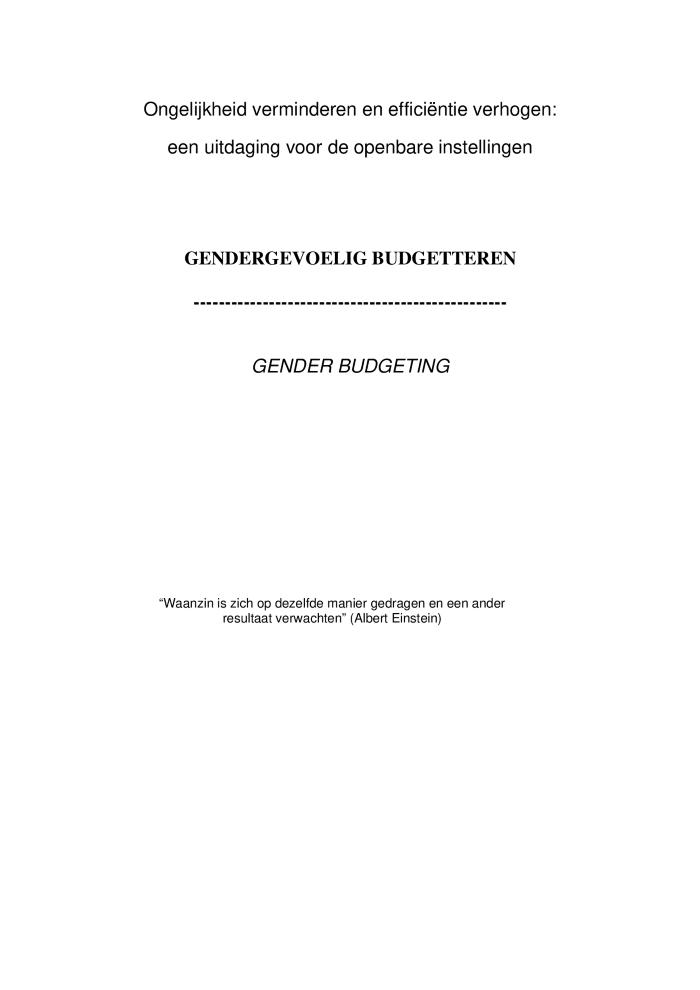 Ongelijkheid verminderen en efficiëntie verhogen:
een uitdaging voor de openbare instellingen
GENDERGEVOELIG BUDGETTEREN
--------------------------------------------------
GENDER BUDGETING
“Waanzin is zich op dezelfde manier gedragen en een ander
resultaat verwachten” (Albert Einstein)